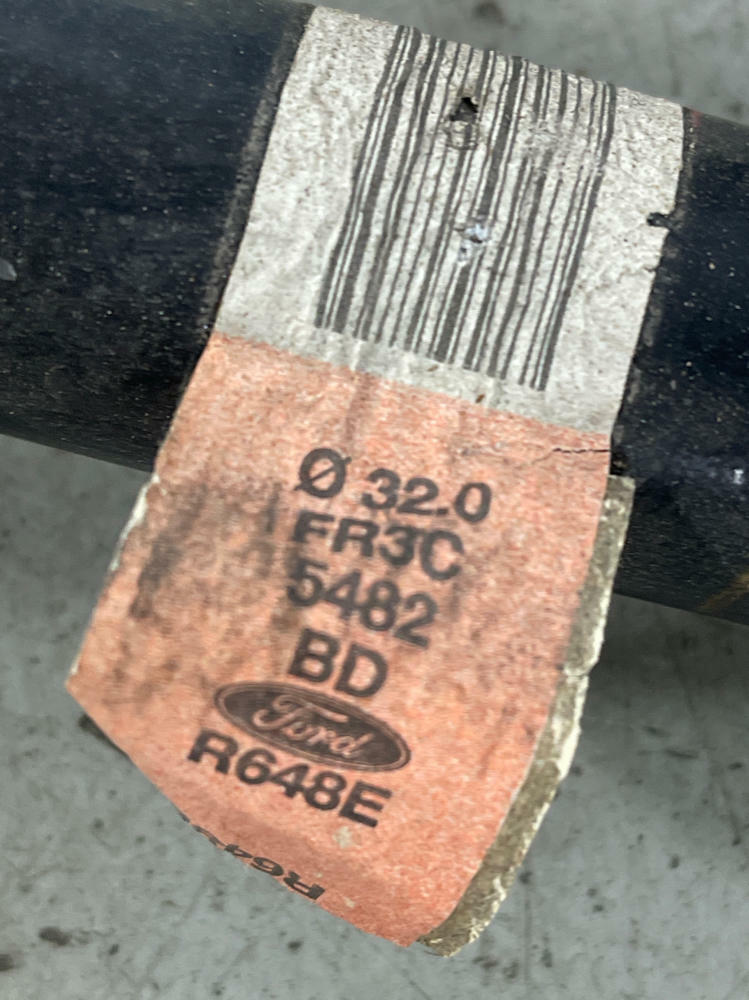 Ø 32.0
FR3C
5482
BD
Ford
R648E